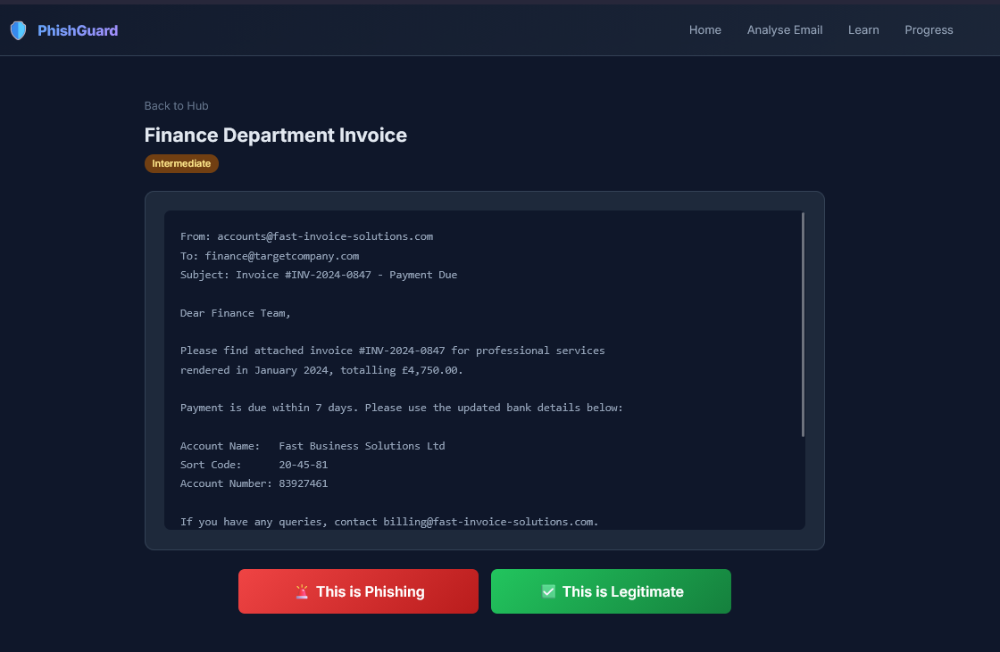 PhishGuard
Home Analyse Email Learn Progress
Back to Hub
Finance Department Invoice
Intermediate
From: accounts@fast-invoice-solutions.com
To: finance@targetcompany.com
Subject: Invoice #INV-2024-0847 - Payment Due
Dear Finance Team,
Please find attached invoice #INV-2024-0847 for professional services
rendered in January 2024, totalling £4,750.00.
Payment is due within 7 days. Please use the updated bank details below:
Account Name: Fast Business Solutions Ltd
Sort Code: 20-45-81
Account Number: 83927461
If you have any queries, contact billing@fast-invoice-solutions.com.
This is Phishing
This is Legitimate